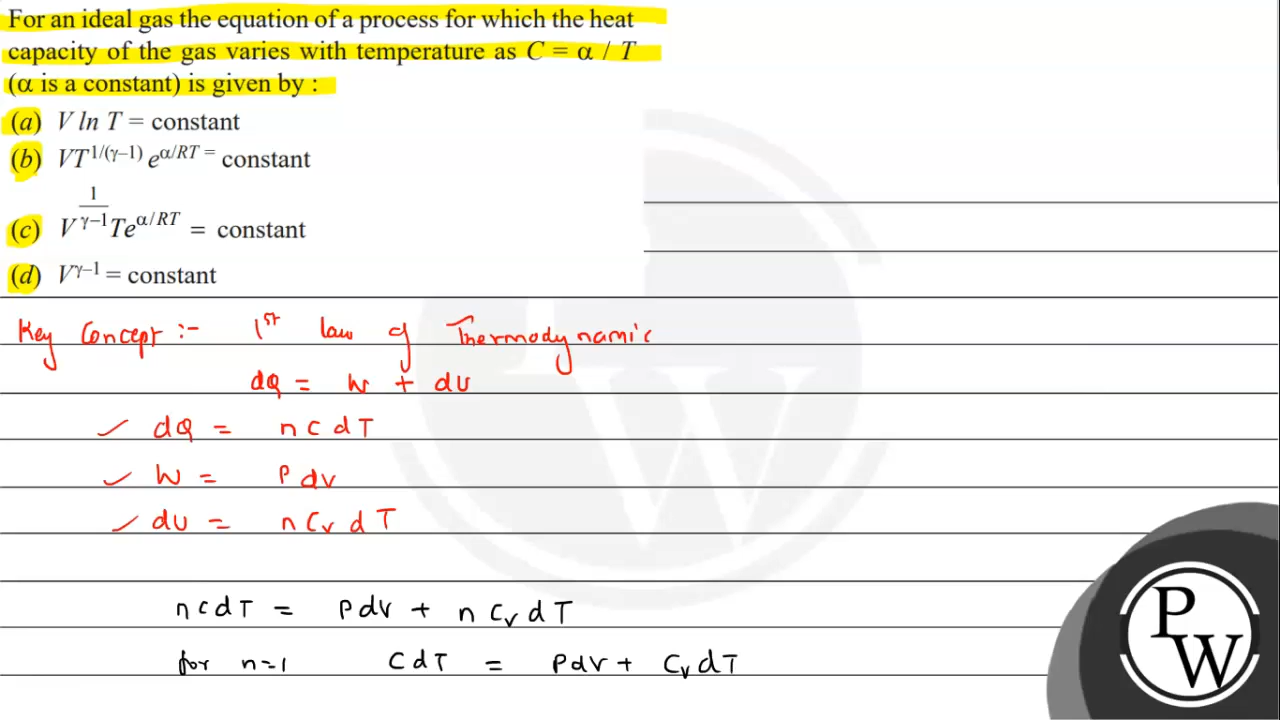 For an ideal gas the equation of a process for which the heat
capacity of the gas varies with temperature as C = α / T
(α is a constant) is given by :
(a) V ln T = constant
(b) VT^{1/(γ–1)} e^{α/RT =} constant
(c) V^{\frac{1}{γ–1}}Te^{α/RT} = constant
(d) V^{γ–1} = constant
Key Concept :- 1st law of Thermodynamic
dQ = W + dU
✓ dQ = n C dT
✓ W = P dV
✓ dU = n Cv dT
n C dT = P dV + n Cv dT
for n=1 C dT = P dV + Cv dT
P
W